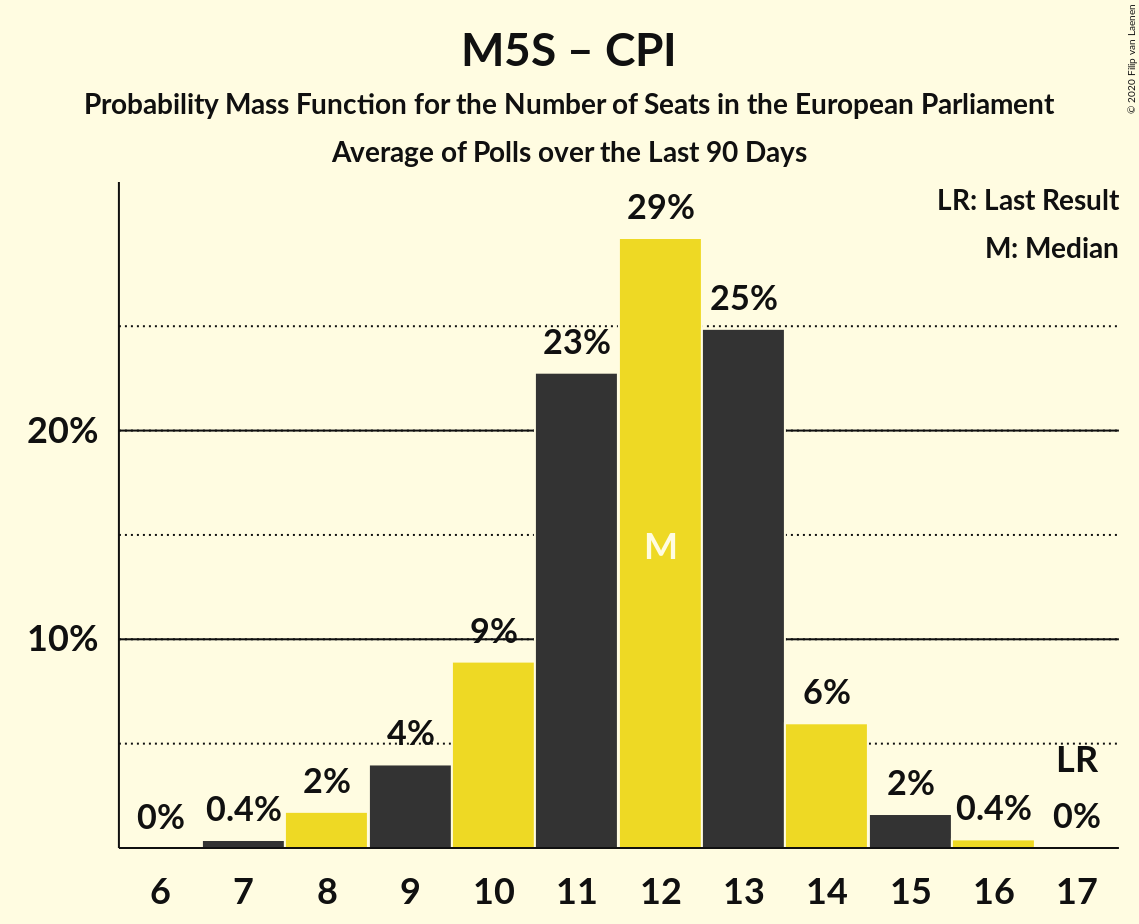 M5S – CPI
Probability Mass Function for the Number of Seats in the European Parliament
Average of Polls over the Last 90 Days
© 2020 Filip van Laenen
LR: Last Result
M: Median
20%
10%
0%
0.4%
2%
4%
9%
23%
29%
25%
6%
2%
0.4%
0%
LR
M
6 7 8 9 10 11 12 13 14 15 16 17